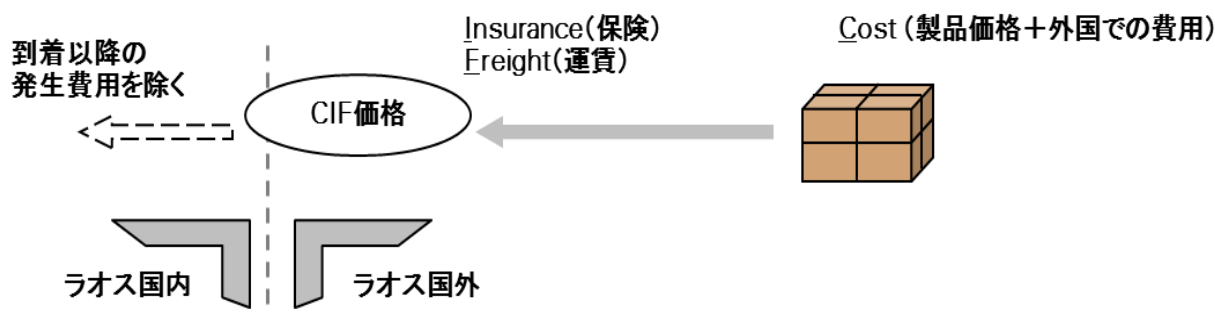 Insurance(保険)
Freight(運賃)
Cost (製品価格+外国での費用)
到着以降の
発生費用を除く
CIF価格
ラオス国内
ラオス国外